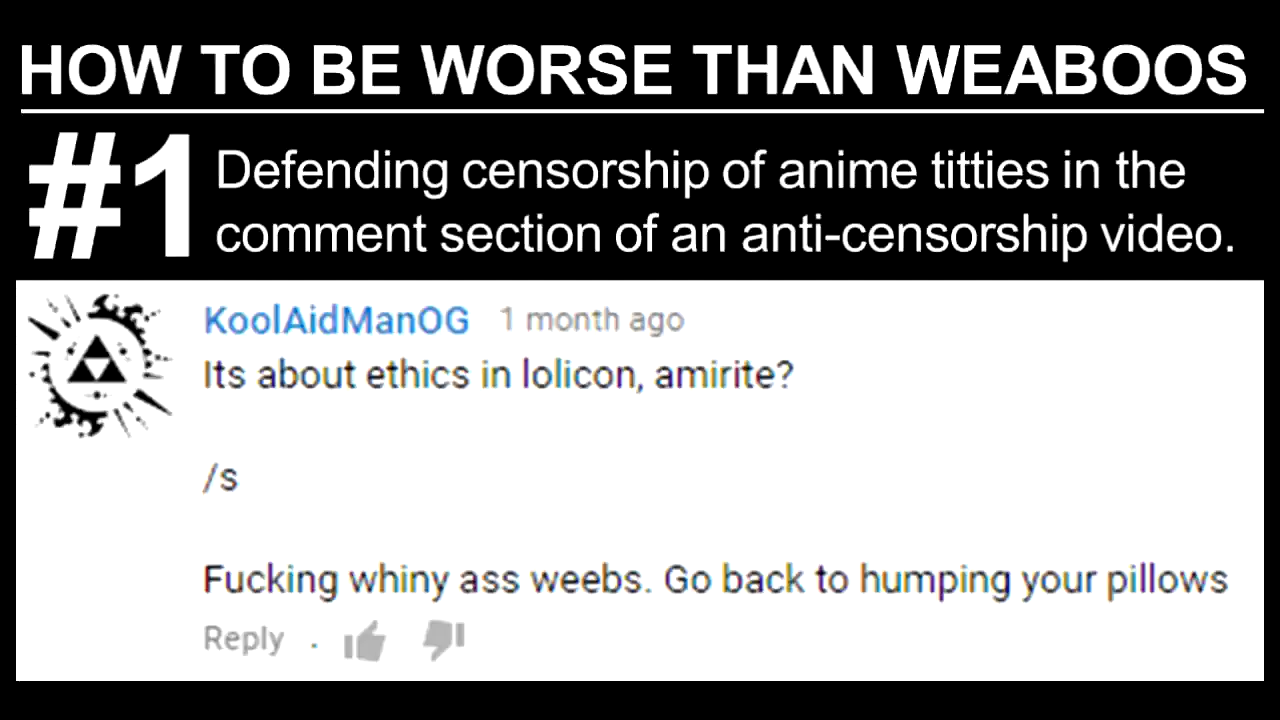 HOW TO BE WORSE THAN WEABOOS
#1 Defending censorship of anime titties in the
comment section of an anti-censorship video.
KoolAidManOG 1 month ago
Its about ethics in lolicon, amirite?
/s
Fucking whiny ass weebs. Go back to humping your pillows
Reply .